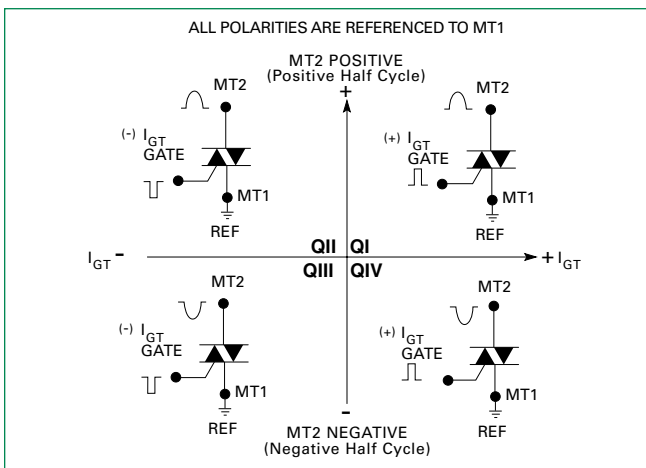 ALL POLARITIES ARE REFERENCED TO MT1
MT2 POSITIVE
(Positive Half Cycle)
+
MT2
(-) IGT
GATE
MT1
REF
MT2
(+) IGT
GATE
MT1
REF
QII QI
IGT -
+ IGT
QIII QIV
MT2
(-) IGT
GATE
MT1
REF
MT2
(+) IGT
GATE
MT1
REF
-
MT2 NEGATIVE
(Negative Half Cycle)